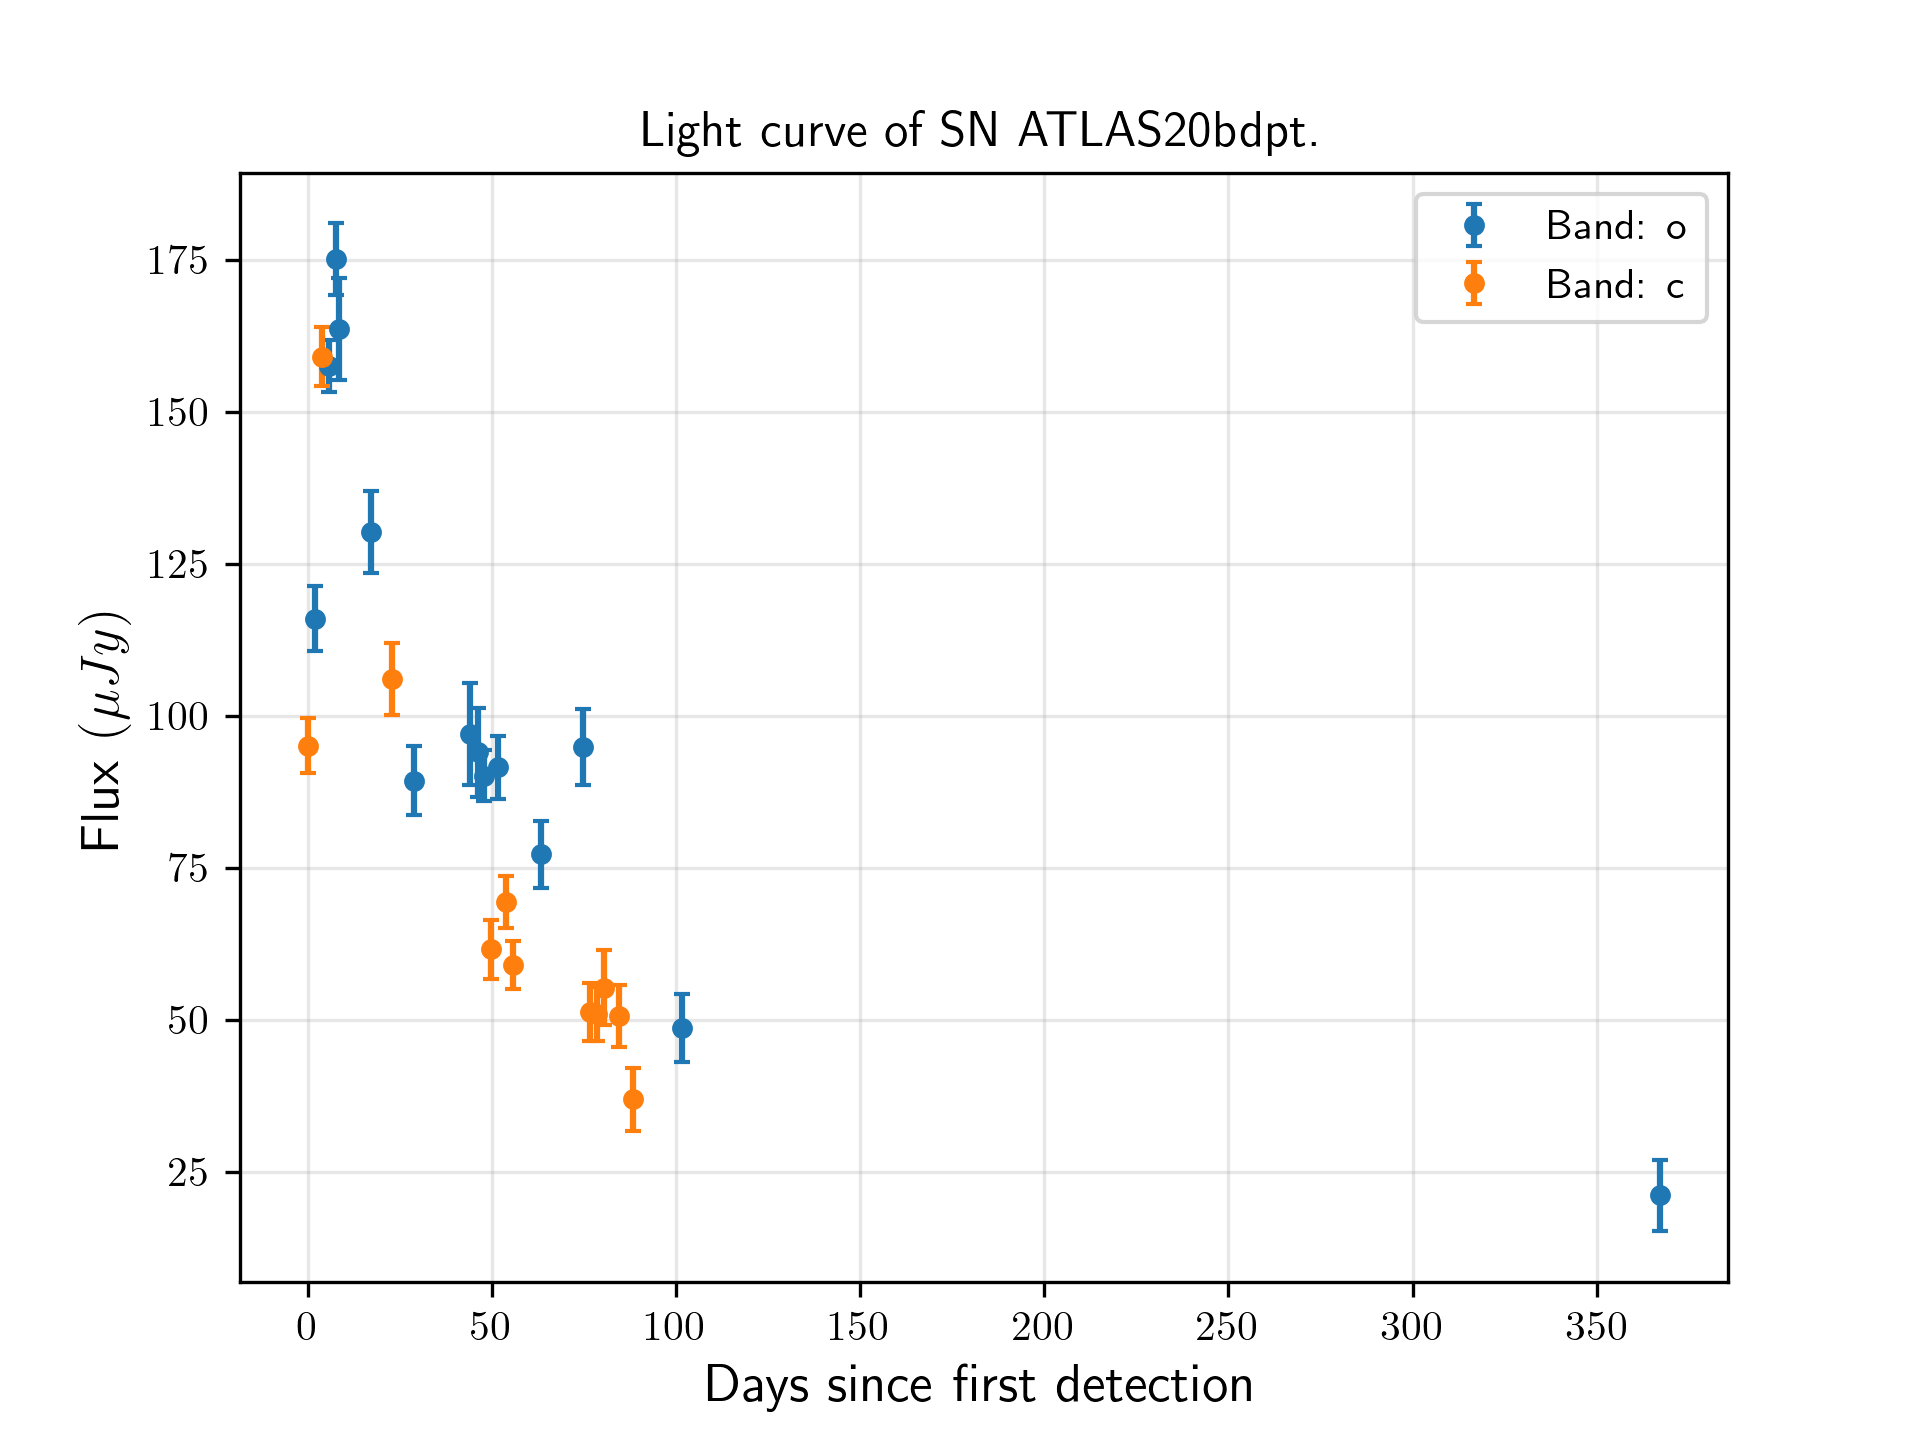 Light curve of SN ATLAS20bdpt.
Band: o
Band: c
175
150
125
100
75
50
25
Flux (μJy)
0 50 100 150 200 250 300 350
Days since first detection